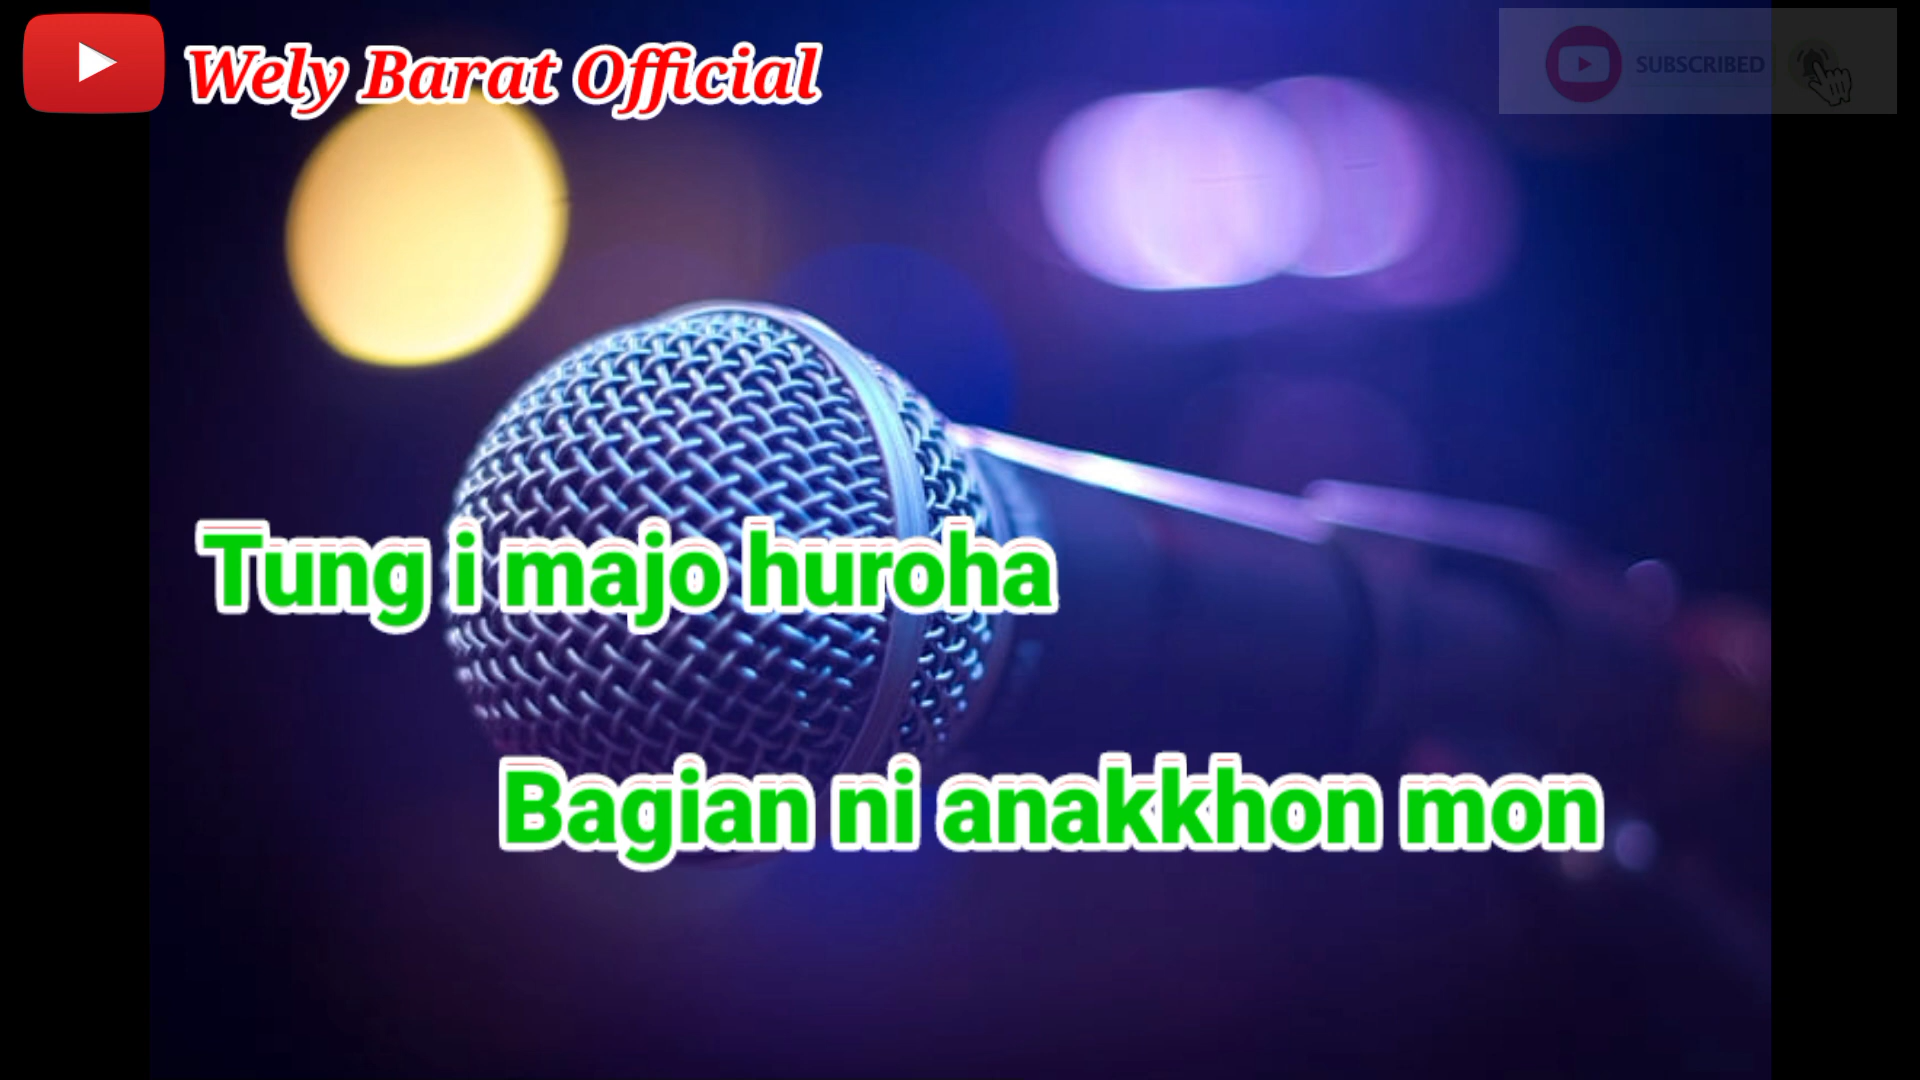 Wely Barat Official
SUBSCRIBED
Tung i majo huroha
Bagian ni anakkhon mon